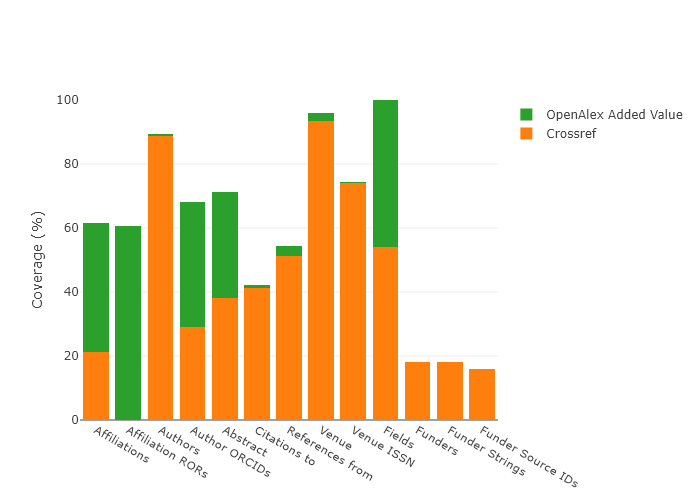 OpenAlex Added Value
Crossref
Coverage (%)
100
80
60
40
20
0
Affiliations
Affiliation RORs
Authors
Author ORCIDs
Abstract
Citations to
References from
Venue
Venue ISSN
Fields
Funders
Funder Strings
Funder Source IDs